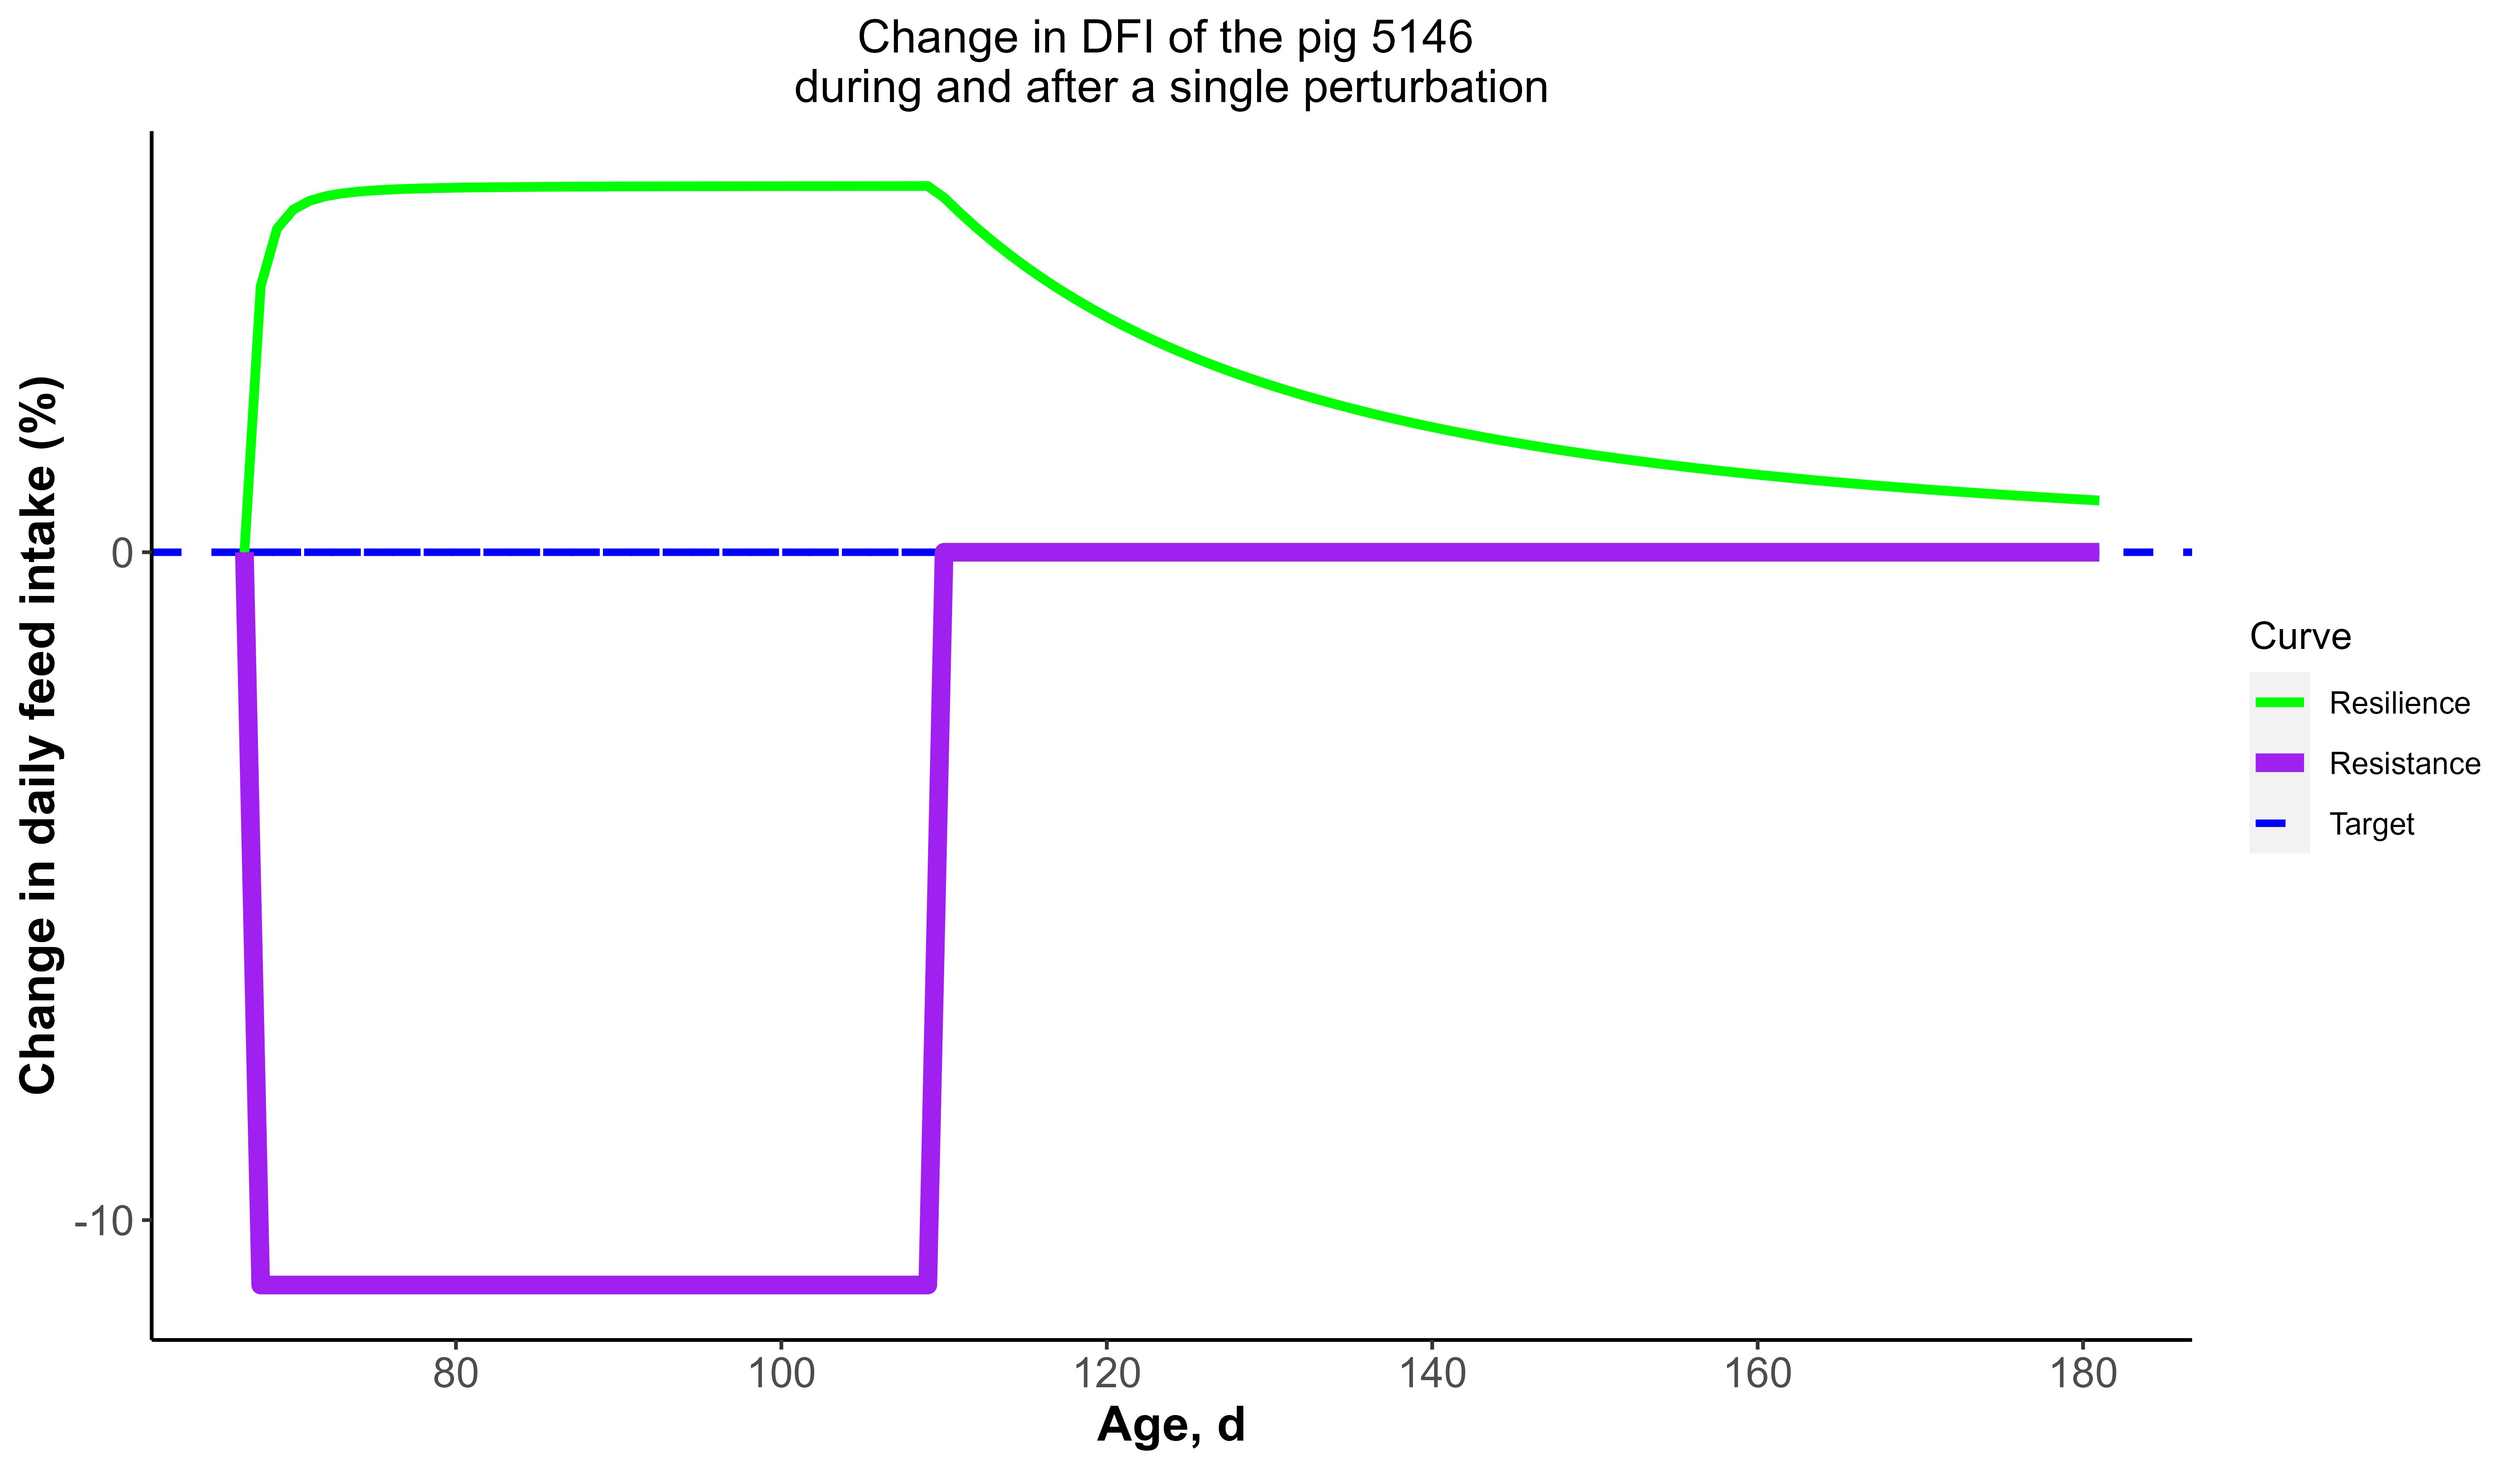 Change in DFI of the pig 5146
during and after a single perturbation
Change in daily feed intake (%)
0
-10
80
100
120
140
160
180
Age, d
Curve
Resilience
Resistance
Target